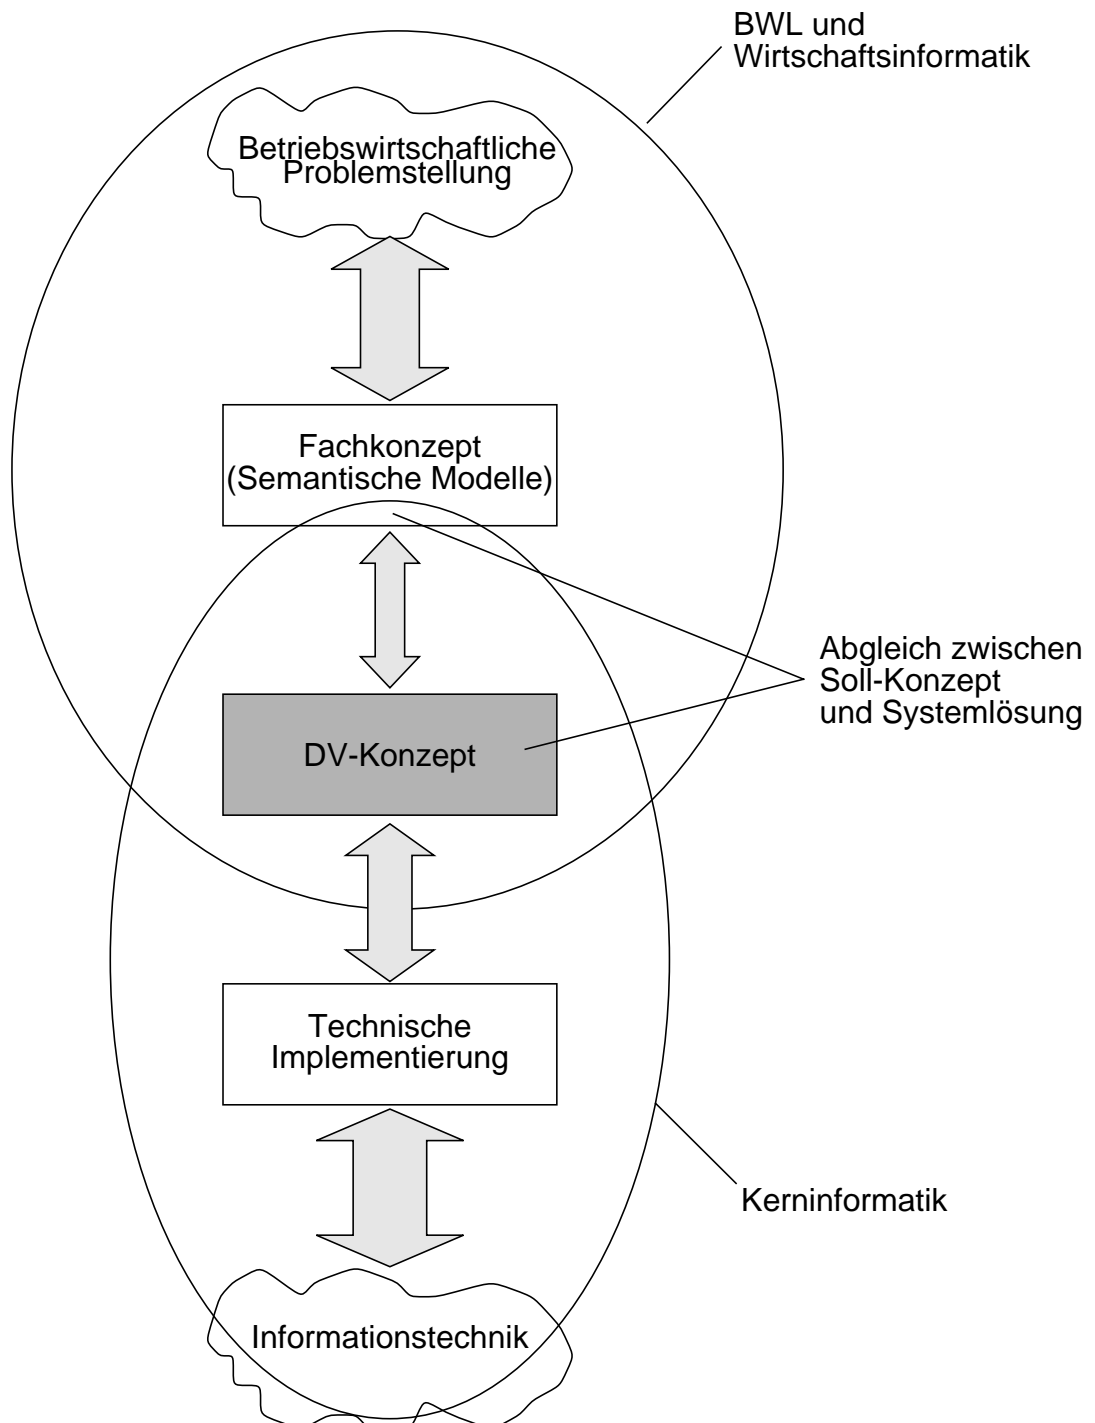 BWL und
Wirtschaftsinformatik
Betriebswirtschaftliche
Problemstellung
Fachkonzept
(Semantische Modelle)
Abgleich zwischen
Soll-Konzept
und Systemlösung
DV-Konzept
Technische
Implementierung
Kerninformatik
Informationstechnik